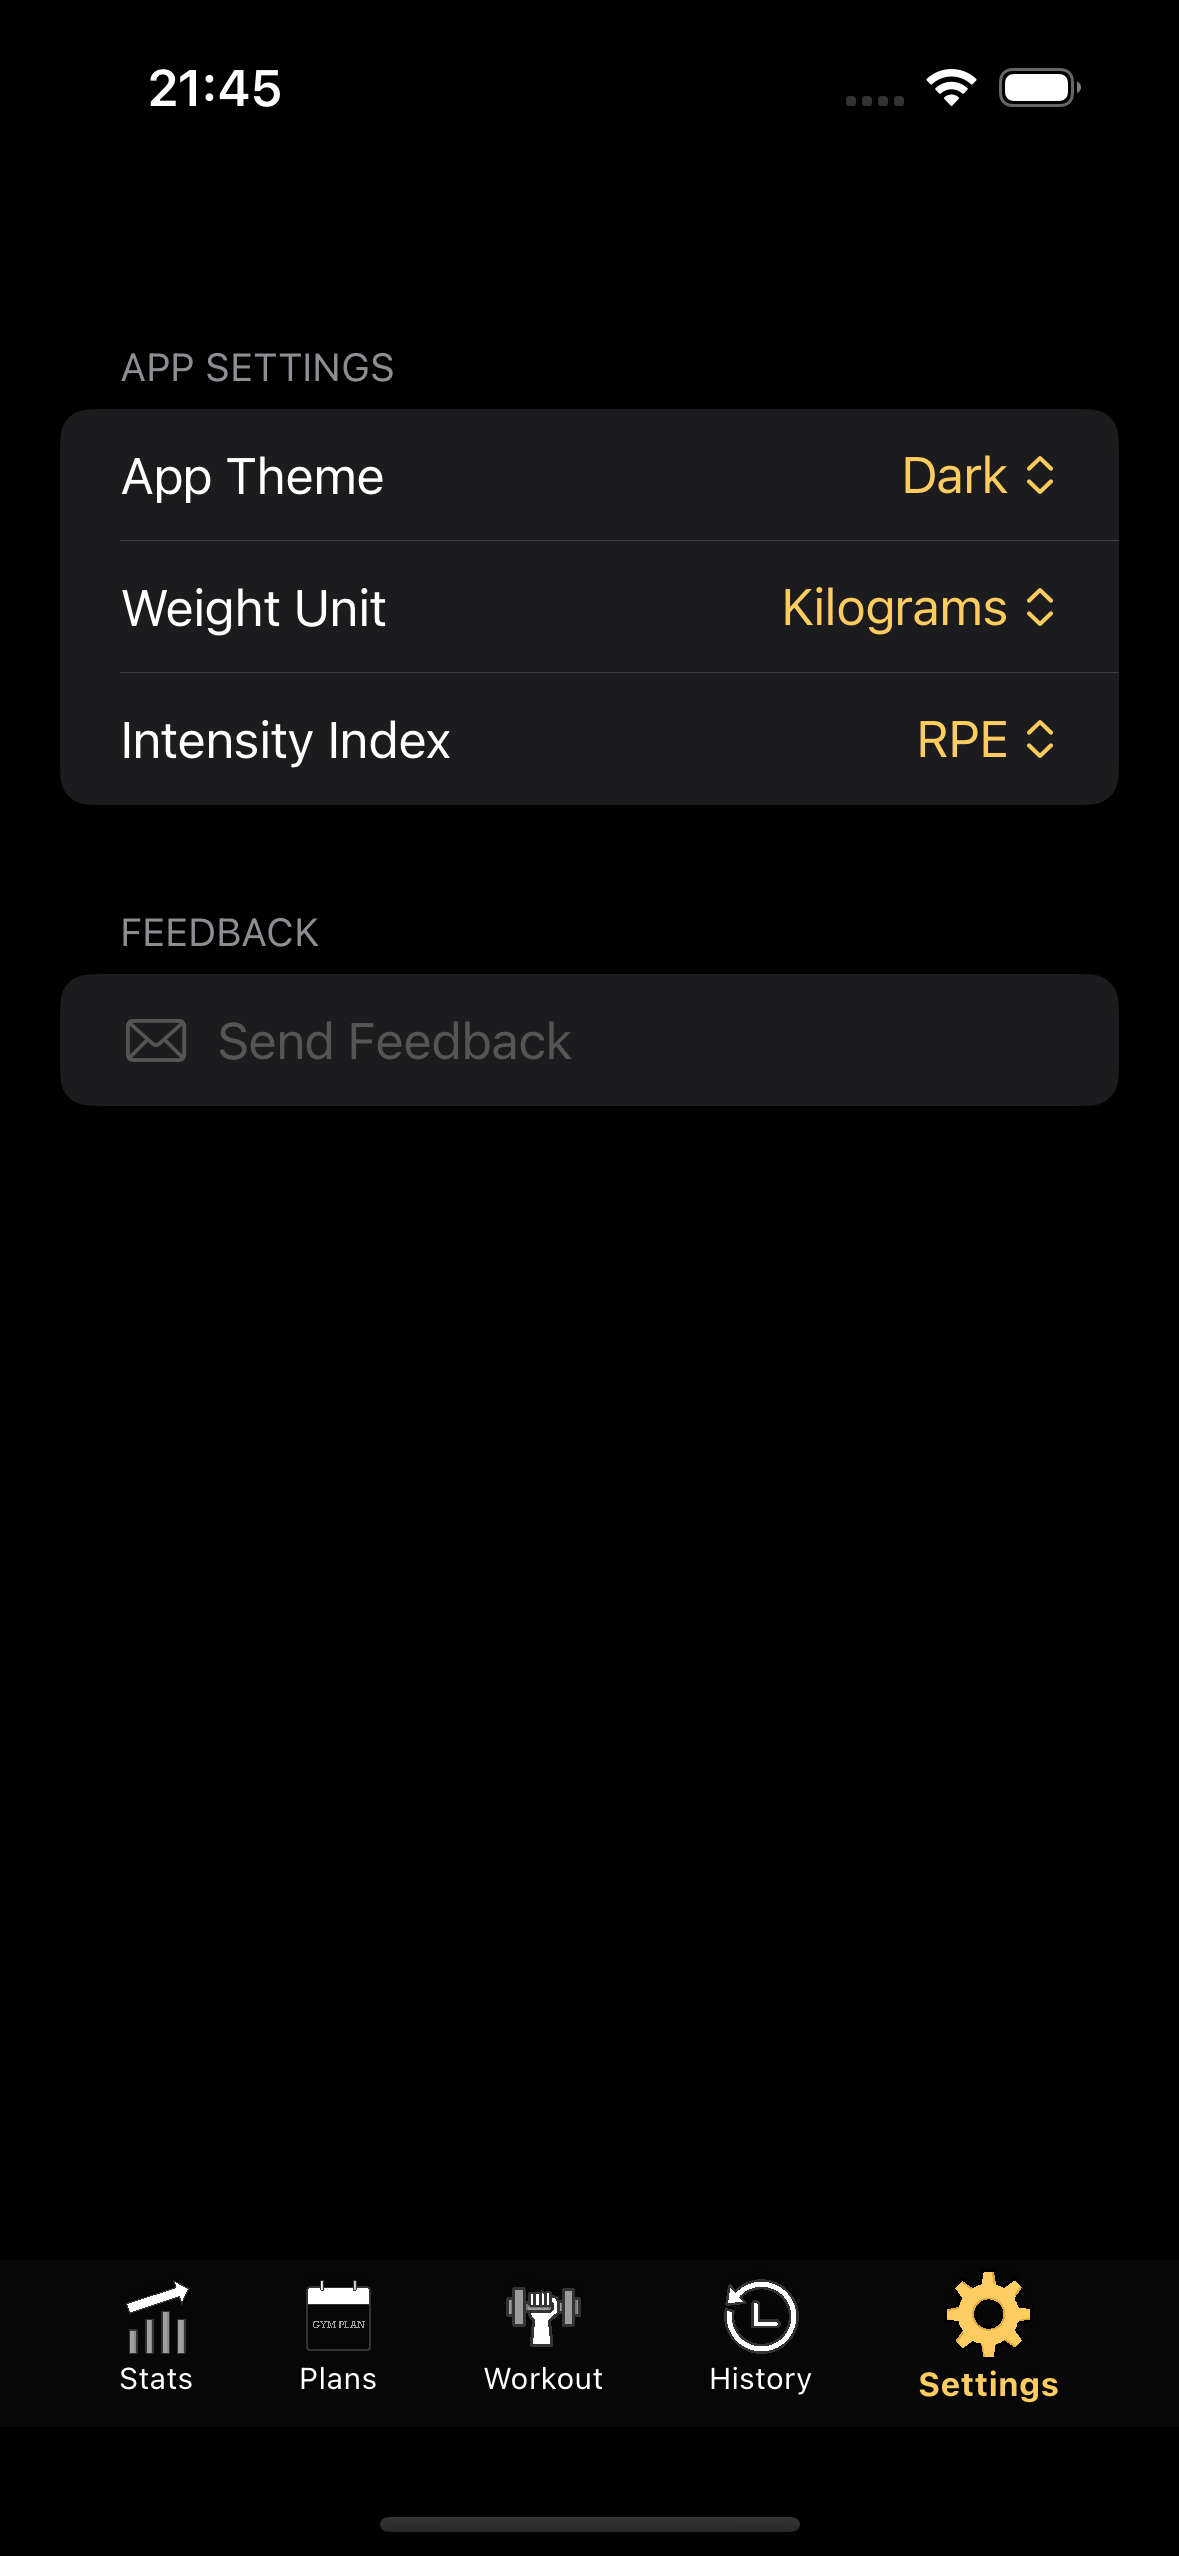 21:45
APP SETTINGS
App Theme
Dark
Weight Unit
Kilograms
Intensity Index
RPE
FEEDBACK
Send Feedback
GYM PLAN
Stats
Plans
Workout
History
Settings